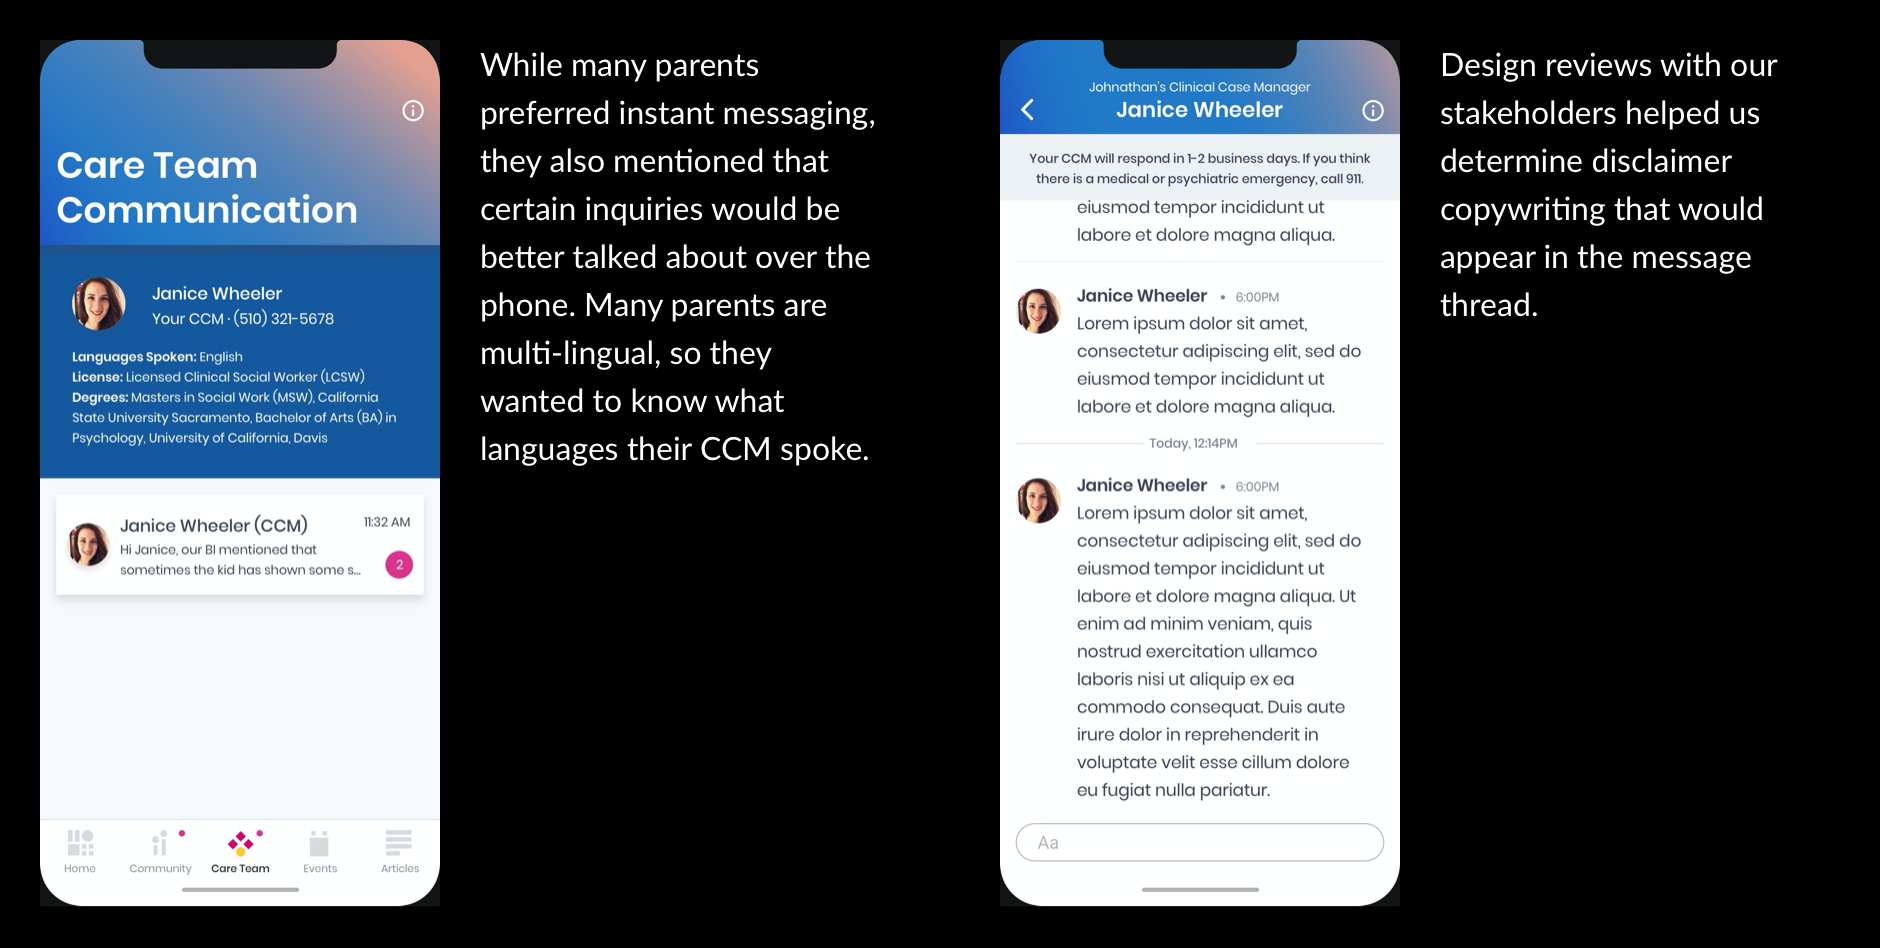 Care Team
Communication
Janice Wheeler
Your CCM · (510) 321-5678
Languages Spoken: English
License: Licensed Clinical Social Worker (LCSW)
Degrees: Masters in Social Work (MSW), California
State University Sacramento, Bachelor of Arts (BA) in
Psychology, University of California, Davis
Janice Wheeler (CCM)
11:32 AM
Hi Janice, our BI mentioned that
sometimes the kid has shown some s...
2
Home
Community
Care Team
Events
Articles
While many parents
preferred instant messaging,
they also mentioned that
certain inquiries would be
better talked about over the
phone. Many parents are
multi-lingual, so they
wanted to know what
languages their CCM spoke.
Johnathan's Clinical Case Manager
Janice Wheeler
Your CCM will respond in 1-2 business days. If you think
there is a medical or psychiatric emergency, call 911.
eiusmod tempor incididunt ut
labore et dolore magna aliqua.
Janice Wheeler • 6:00PM
Lorem ipsum dolor sit amet,
consectetur adipiscing elit, sed do
eiusmod tempor incididunt ut
labore et dolore magna aliqua.
Today, 12:14PM
Janice Wheeler • 6:00PM
Lorem ipsum dolor sit amet,
consectetur adipiscing elit, sed do
eiusmod tempor incididunt ut
labore et dolore magna aliqua. Ut
enim ad minim veniam, quis
nostrud exercitation ullamco
laboris nisi ut aliquip ex ea
commodo consequat. Duis aute
irure dolor in reprehenderit in
voluptate velit esse cillum dolore
eu fugiat nulla pariatur.
Aa
Design reviews with our
stakeholders helped us
determine disclaimer
copywriting that would
appear in the message
thread.